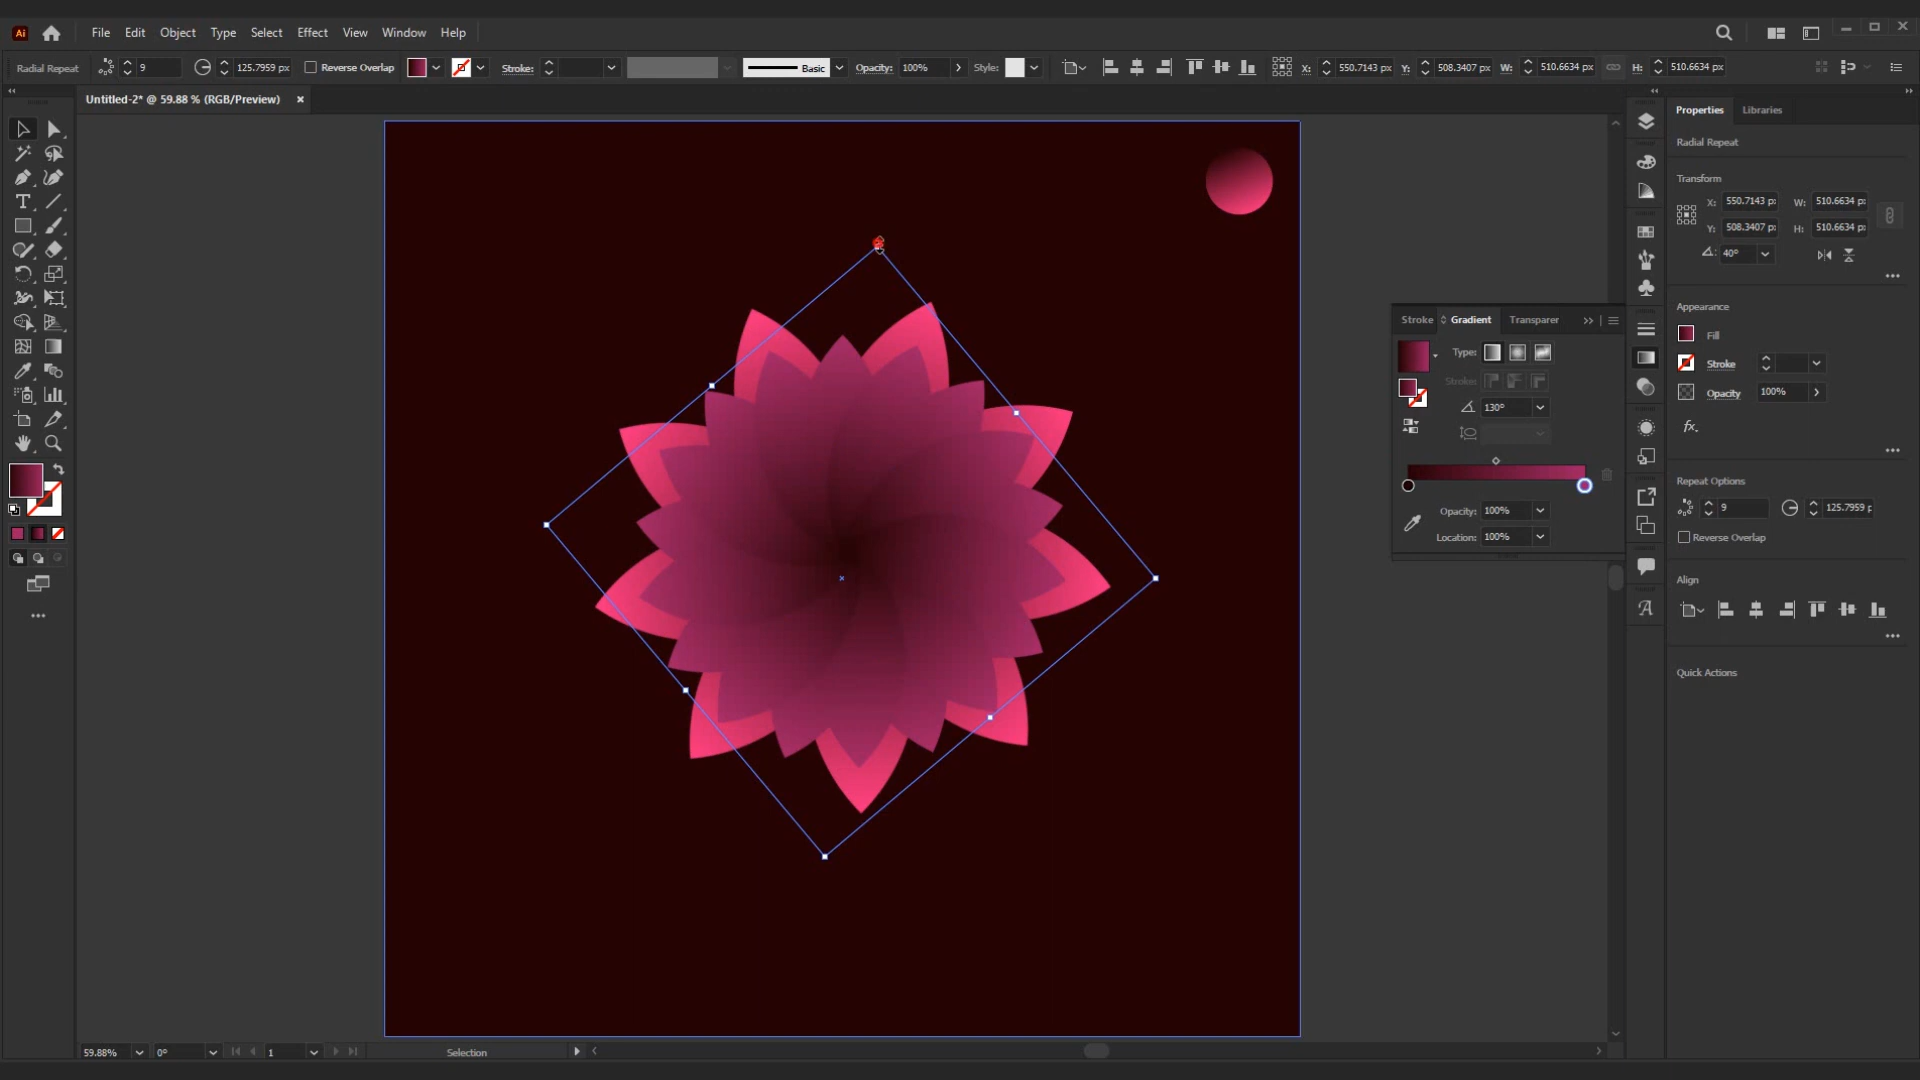 Ai File Edit Object Type Select Effect View Window Help
Radial Repeat 9 125.7959 px Reverse Overlap Stroke: Basic Opacity: 100% Style: X: 550.7143 px Y: 508.3407 px W: 510.6634 px H: 510.6634 px
Untitled-2* @ 59.88 % (RGB/Preview) ×
Properties Libraries
Radial Repeat
Transform
X: 550.7143 p W: 510.6634 p
Y: 508.3407 p H: 510.6634 p
40°
Appearance
Fill
Stroke
Opacity 100%
fx.
Repeat Options
9 125.7959 p
Reverse Overlap
Align
Quick Actions
Stroke Gradient Transparer
Type:
Stroke:
130°
Opacity: 100%
Location: 100%
59.88% 0° 1 Selection